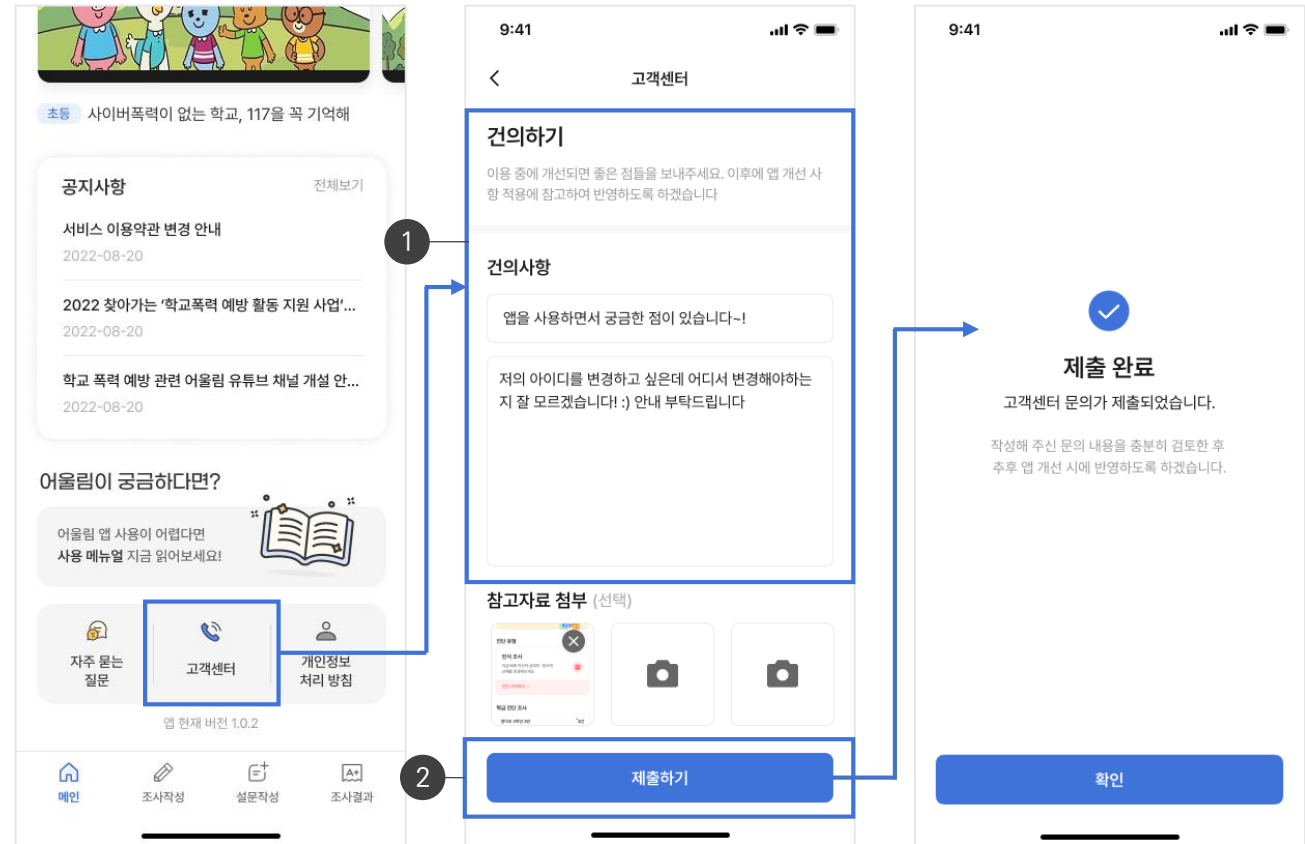 초등 사이버폭력이 없는 학교, 117을 꼭 기억해
공지사항 전체보기
서비스 이용약관 변경 안내
2022-08-20
2022 찾아가는 ‘학교폭력 예방 활동 지원 사업’...
2022-08-20
학교 폭력 예방 관련 어울림 유튜브 채널 개설 안...
2022-08-20
어울림이 궁금하다면?
어울림 앱 사용이 어렵다면
사용 메뉴얼 지금 읽어보세요!
자주 묻는
질문
고객센터
개인정보
처리 방침
앱 현재 버전 1.0.2
메인 조사작성 설문작성 A+ 조사결과
1
2
9:41
고객센터
건의하기
이용 중에 개선되면 좋은 점들을 보내주세요. 이후에 앱 개선 사
항 적용에 참고하여 반영하도록 하겠습니다
건의사항
앱을 사용하면서 궁금한 점이 있습니다~!
저의 아이디를 변경하고 싶은데 어디서 변경해야하는
지 잘 모르겠습니다! :) 안내 부탁드립니다
참고자료 첨부 (선택)
진단 유형
인식 조사
학급 진단 조사
제출하기
9:41
제출 완료
고객센터 문의가 제출되었습니다.
작성해 주신 문의 내용을 충분히 검토한 후
추후 앱 개선 시에 반영하도록 하겠습니다.
확인